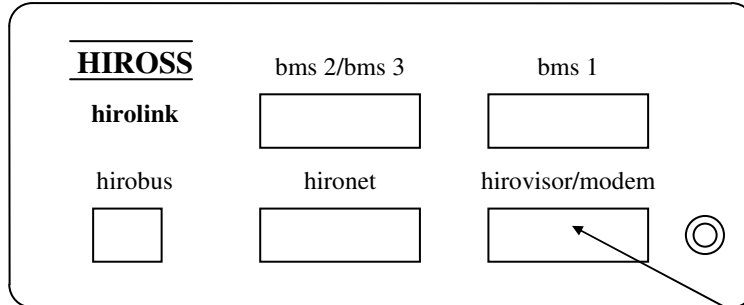 HIROSS
bms 2/bms 3
bms 1
hirolink
hirobus
hironet
hirovisor/modem